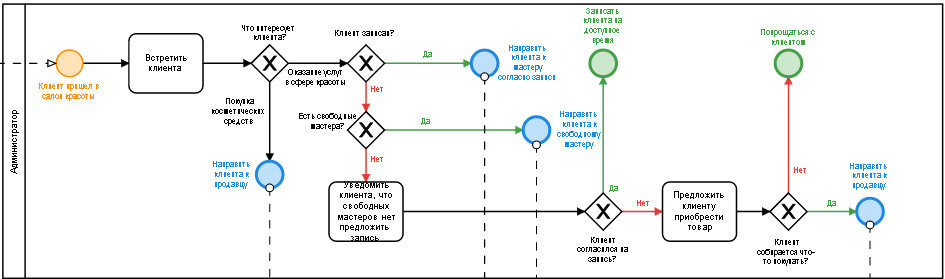 Администратор
Клиент пришел в
салон красоты
Встретить
клиента
Что интересует
клиента?
Оказание услуг
в сфере красоты
Покупка
косметических
средств
Направить
клиента к
продавцу
Клиент записан?
Да
Нет
Направить
клиента к
мастеру
согласно записи
Есть свободные
мастера?
Да
Нет
Направить
клиента к
свободному
мастеру
Уведомить
клиента, что
свободных
мастеров нет
предложить
запись
Клиент
согласился на
запись?
Да
Нет
Записать
клиента на
доступное
время
Предложить
клиенту
приобрести
товар
Клиент
собирается что-
то покупать?
Нет
Да
Попрощаться с
клиентом
Направить
клиента к
продавцу